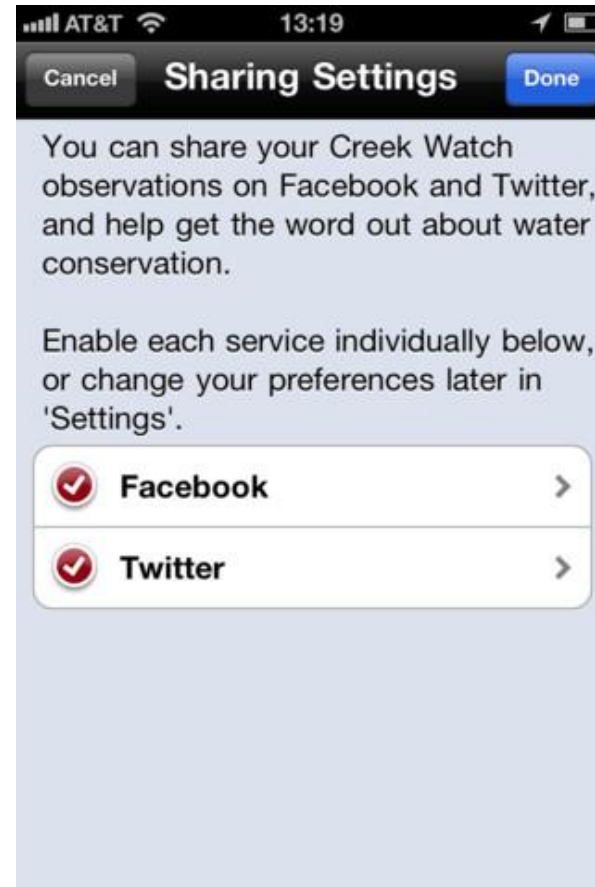 AT&T 13:19
Cancel Sharing Settings Done
You can share your Creek Watch
observations on Facebook and Twitter,
and help get the word out about water
conservation.
Enable each service individually below,
or change your preferences later in
'Settings'.
Facebook
Twitter